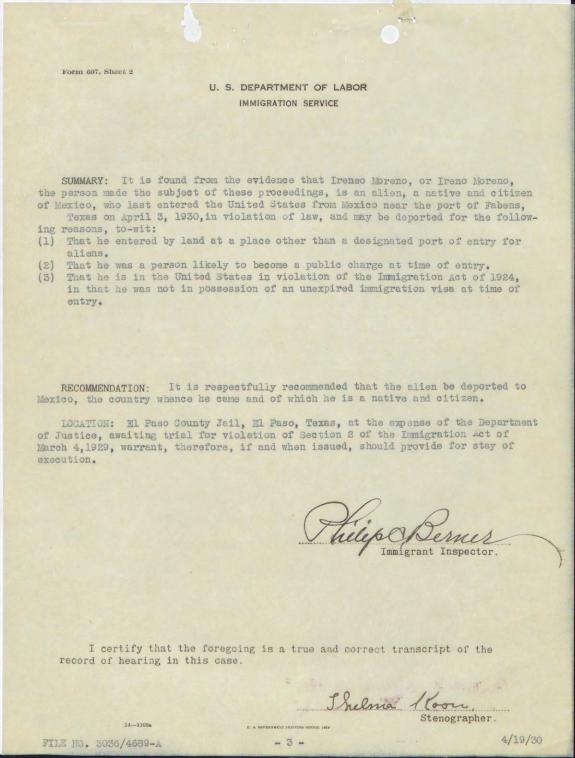 Form 607, Sheet 2
U. S. DEPARTMENT OF LABOR
IMMIGRATION SERVICE
SUMMARY: It is found from the evidence that Ireneo Moreno, or Ireno Moreno,
the person made the subject of these proceedings, is an alien, a native and citizen
of Mexico, who last entered the United States from Mexico near the port of Fabens,
Texas on April 3, 1930,in violation of law, and may be deported for the follow-
ing reasons, to-wit:
(1) That he entered by land at a place other than a designated port of entry for
aliens.
(2) That he was a person likely to become a public charge at time of entry.
(3) That he is in the United States in violation of the Immigration Act of 1924,
in that he was not in possession of an unexpired immigration visa at time of
entry.
RECOMMENDATION: It is respectfully recommended that the alien be deported to
Mexico, the country whence he came and of which he is a native and citizen.
LOCATION: El Paso County Jail, El Paso, Texas, at the expense of the Department
of Justice, awaiting trial for violation of Section 2 of the Immigration Act of
March 4,1929, warrant, therefore, if and when issued, should provide for stay of
execution.
Philip C Berner
Immigrant Inspector.
I certify that the foregoing is a true and correct transcript of the
record of hearing in this case.
Thelma Koon.
Stenographer.
U. S. GOVERNMENT PRINTING OFFICE
FILE NO. 3036/4689-A
- 3 -
4/19/30